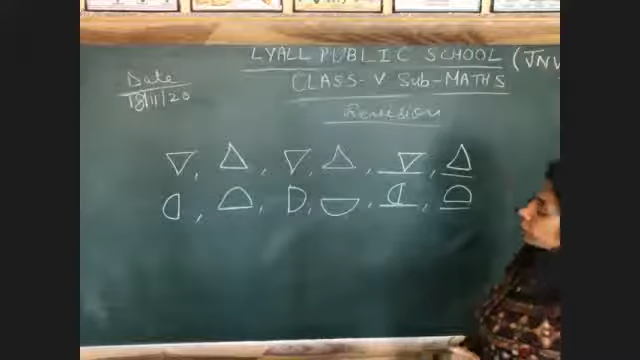 LYALL PUBLIC SCHOOL (JNV
Date
CLASS-V Sub-MATHS
18/11/20
Revision